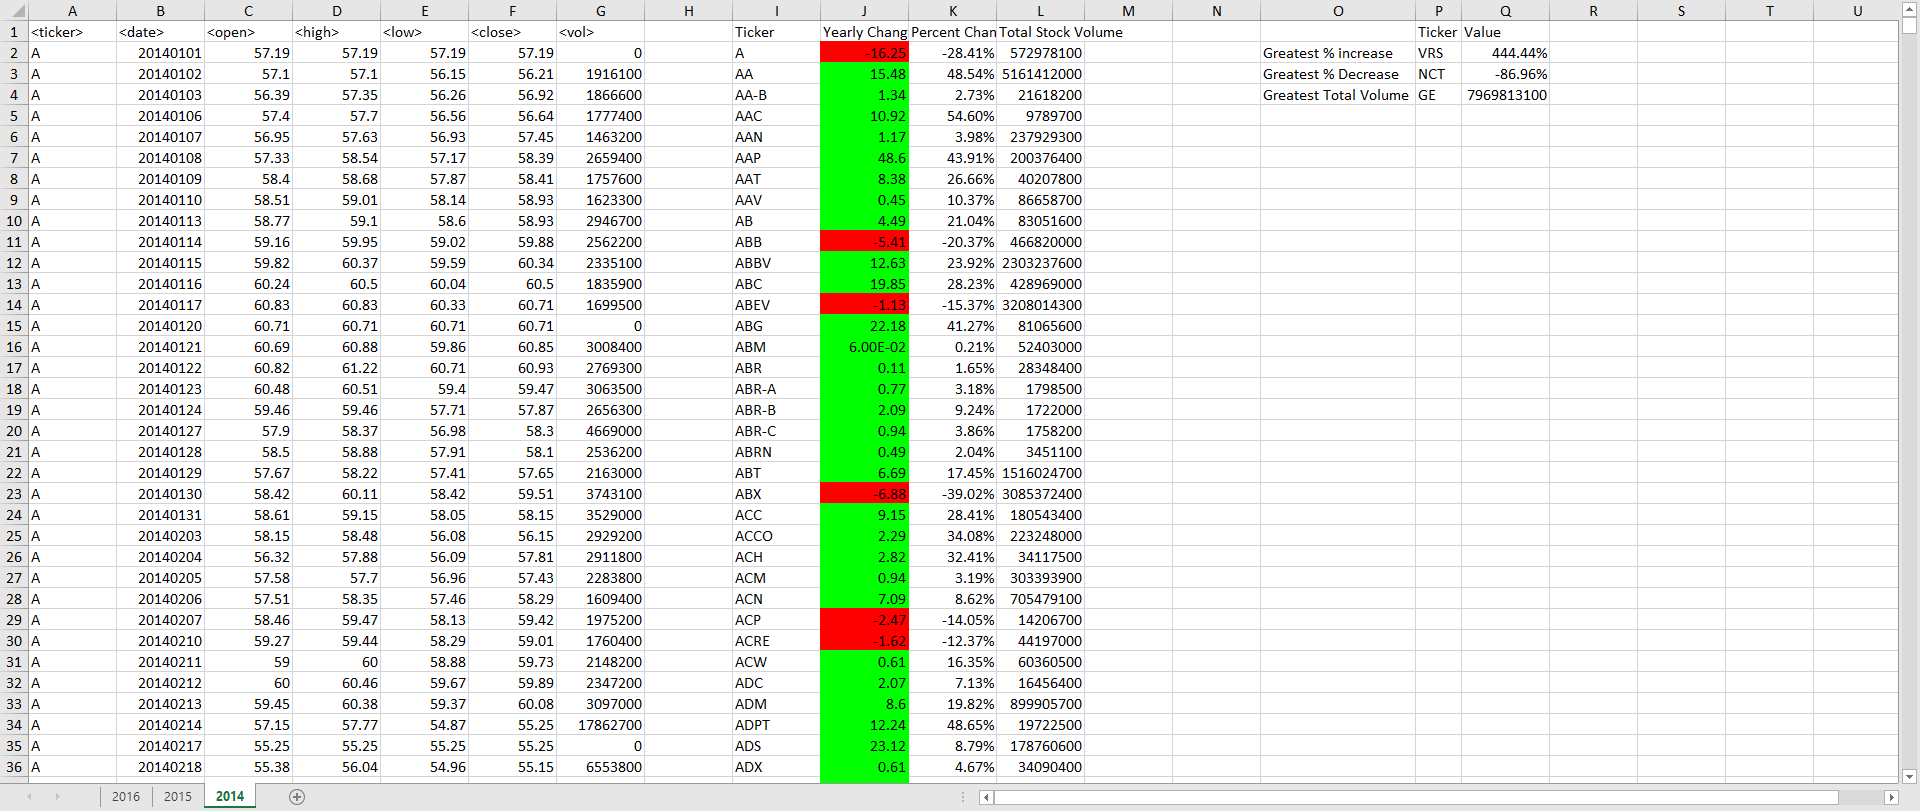 A B C D E F G H I J K L M N O P Q R S T U
1 <ticker> <date> <open> <high> <low> <close> <vol> Ticker Yearly Chang Percent Chan Total Stock Volume Ticker Value
2 A 20140101 57.19 57.19 57.19 57.19 0 A -16.25 -28.41% 572978100 Greatest % increase VRS 444.44%
3 A 20140102 57.1 57.1 56.15 56.21 1916100 AA 15.48 48.54% 5161412000 Greatest % Decrease NCT -86.96%
4 A 20140103 56.39 57.35 56.26 56.92 1866600 AA-B 1.34 2.73% 21618200 Greatest Total Volume GE 7969813100
5 A 20140106 57.4 57.7 56.56 56.64 1777400 AAC 10.92 54.60% 9789700
6 A 20140107 56.95 57.63 56.93 57.45 1463200 AAN 1.17 3.98% 237929300
7 A 20140108 57.33 58.54 57.17 58.39 2659400 AAP 48.6 43.91% 200376400
8 A 20140109 58.4 58.68 57.87 58.41 1757600 AAT 8.38 26.66% 40207800
9 A 20140110 58.51 59.01 58.14 58.93 1623300 AAV 0.45 10.37% 86658700
10 A 20140113 58.77 59.1 58.6 58.93 2946700 AB 4.49 21.04% 83051600
11 A 20140114 59.16 59.95 59.02 59.88 2562200 ABB -5.41 -20.37% 466820000
12 A 20140115 59.82 60.37 59.59 60.34 2335100 ABBV 12.63 23.92% 2303237600
13 A 20140116 60.24 60.5 60.04 60.5 1835900 ABC 19.85 28.23% 428969000
14 A 20140117 60.83 60.83 60.33 60.71 1699500 ABEV -1.13 -15.37% 3208014300
15 A 20140120 60.71 60.71 60.71 60.71 0 ABG 22.18 41.27% 81065600
16 A 20140121 60.69 60.88 59.86 60.85 3008400 ABM 6.00E-02 0.21% 52403000
17 A 20140122 60.82 61.22 60.71 60.93 2769300 ABR 0.11 1.65% 28348400
18 A 20140123 60.48 60.51 59.4 59.47 3063500 ABR-A 0.77 3.18% 1798500
19 A 20140124 59.46 59.46 57.71 57.87 2656300 ABR-B 2.09 9.24% 1722000
20 A 20140127 57.9 58.37 56.98 58.3 4669000 ABR-C 0.94 3.86% 1758200
21 A 20140128 58.5 58.88 57.91 58.1 2536200 ABRN 0.49 2.04% 3451100
22 A 20140129 57.67 58.22 57.41 57.65 2163000 ABT 6.69 17.45% 1516024700
23 A 20140130 58.42 60.11 58.42 59.51 3743100 ABX -6.88 -39.02% 3085372400
24 A 20140131 58.61 59.15 58.05 58.15 3529000 ACC 9.15 28.41% 180543400
25 A 20140203 58.15 58.48 56.08 56.15 2929200 ACCO 2.29 34.08% 223248000
26 A 20140204 56.32 57.88 56.09 57.81 2911800 ACH 2.82 32.41% 34117500
27 A 20140205 57.58 57.7 56.96 57.43 2283800 ACM 0.94 3.19% 303393900
28 A 20140206 57.51 58.35 57.46 58.29 1609400 ACN 7.09 8.62% 705479100
29 A 20140207 58.46 59.47 58.13 59.42 1975200 ACP -2.47 -14.05% 14206700
30 A 20140210 59.27 59.44 58.29 59.01 1760400 ACRE -1.62 -12.37% 44197000
31 A 20140211 59 60 58.88 59.73 2148200 ACW 0.61 16.35% 60360500
32 A 20140212 60 60.46 59.67 59.89 2347200 ADC 2.07 7.13% 16456400
33 A 20140213 59.45 60.38 59.37 60.08 3097000 ADM 8.6 19.82% 899905700
34 A 20140214 57.15 57.77 54.87 55.25 17862700 ADPT 12.24 48.65% 19722500
35 A 20140217 55.25 55.25 55.25 55.25 0 ADS 23.12 8.79% 178760600
36 A 20140218 55.38 56.04 54.96 55.15 6553800 ADX 0.61 4.67% 34090400
2016 2015 2014